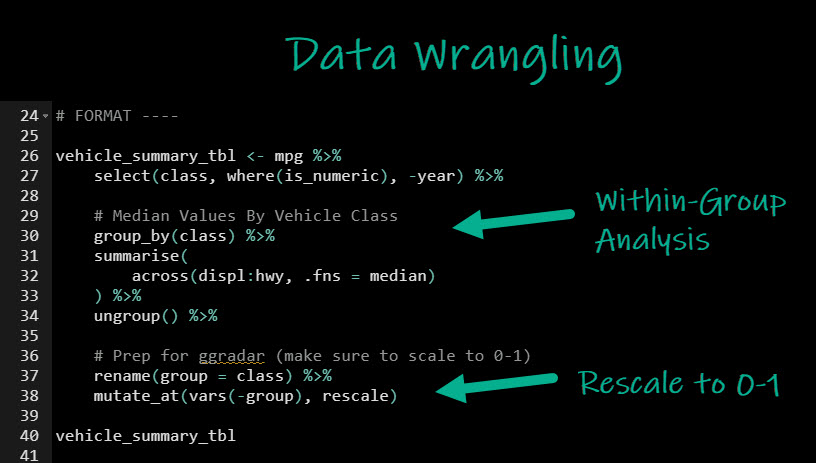 Data Wrangling
24 # FORMAT ----
25
26 vehicle_summary_tbl <- mpg %>%
27     select(class, where(is_numeric), -year) %>%
28
29     # Median Values By Vehicle Class
30     group_by(class) %>%
31     summarise(
32         across(displ:hwy, .fns = median)
33     ) %>%
34     ungroup() %>%
35
36     # Prep for ggradar (make sure to scale to 0-1)
37     rename(group = class) %>%
38     mutate_at(vars(-group), rescale)
39
40 vehicle_summary_tbl
41
Within-Group
Analysis
Rescale to 0-1